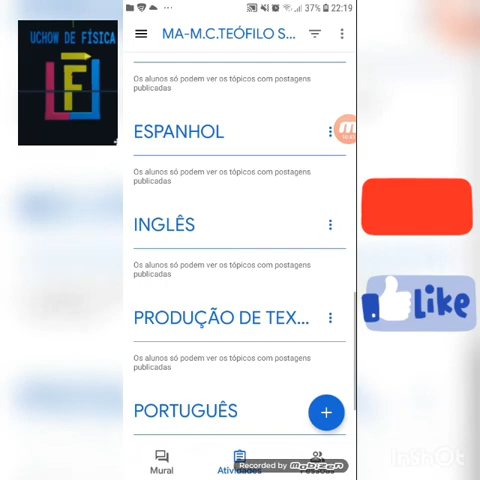 22:19
37%
UCHOW DE FÍSICA
MA-M.C.TEÓFILO S...
Os alunos só podem ver os tópicos com postagens
publicadas
ESPANHOL
Os alunos só podem ver os tópicos com postagens
publicadas
INGLÊS
Os alunos só podem ver os tópicos com postagens
publicadas
PRODUÇÃO DE TEX...
Os alunos só podem ver os tópicos com postagens
publicadas
PORTUGUÊS
Like
Mural
Recorded by mobizen
InShOt